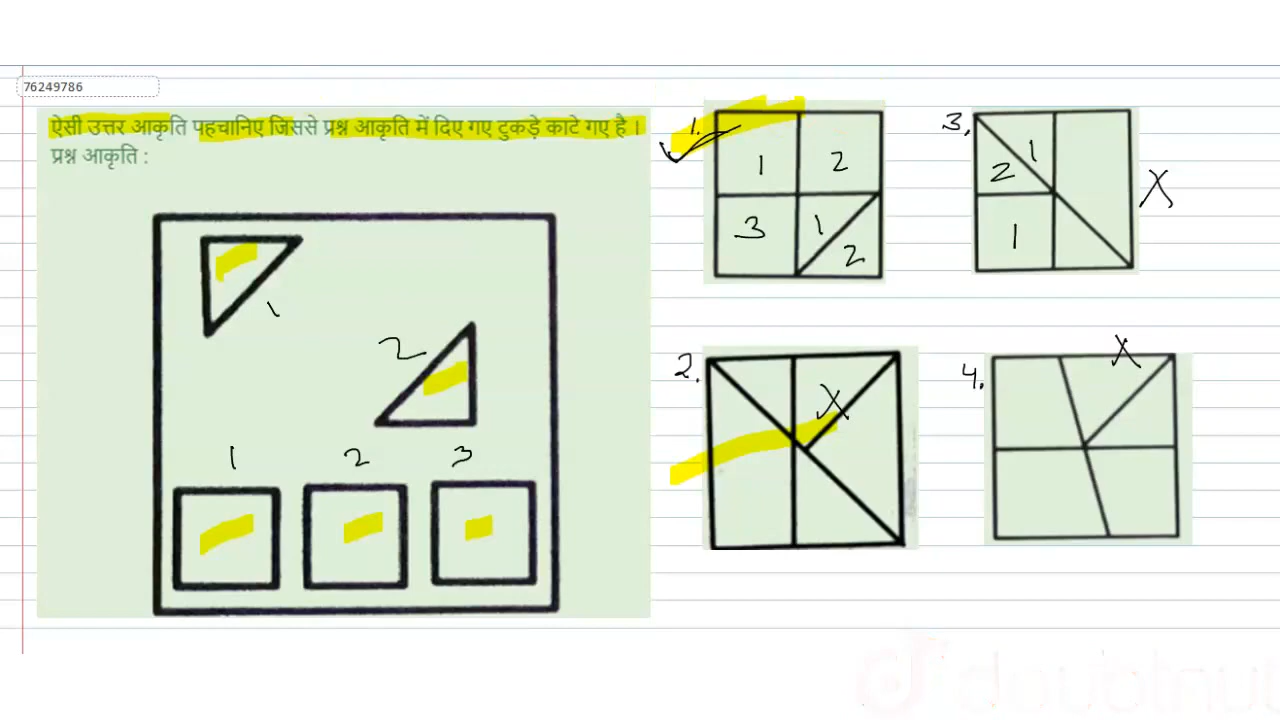 76249786
ऐसी उत्तर आकृति पहचानिए जिससे प्रश्न आकृति में दिए गए टुकड़े काटे गए है ।
प्रश्न आकृति :
1
2
1 2 3
1.
1 2
3 1
2
3.
1
2
1
X
2.
X
4.
X
doubtnut